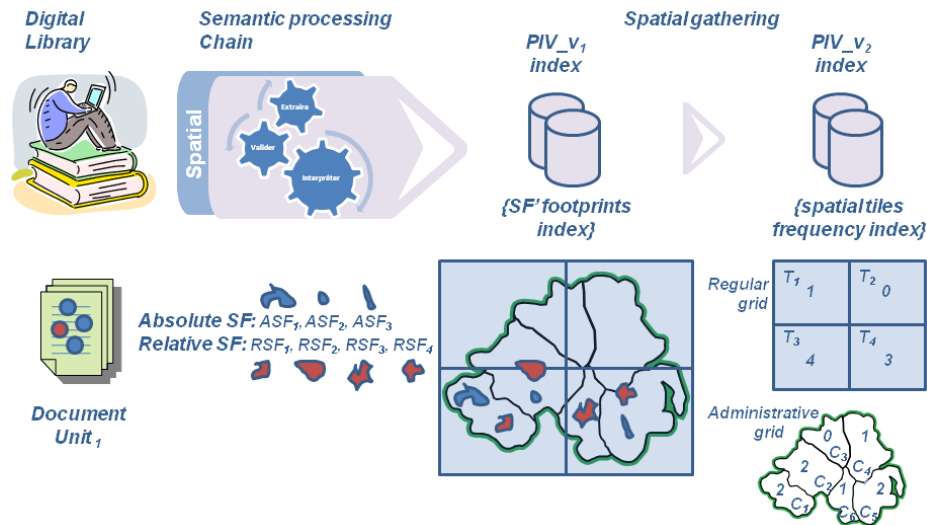 Digital
Library
Semantic processing
Chain
Spatial gathering
PIV_v1
index
PIV_v2
index
Spatial
Extraire
Valider
Interpréter
{SF' footprints
index}
{spatial tiles
frequency index}
Absolute SF: ASF1, ASF2, ASF3
Relative SF: RSF1, RSF2, RSF3, RSF4
Document
Unit1
Regular
grid
T1 1
T2 0
T3 4
T4 3
Administrative
grid
0 1
C3 C4
2 C2 1 2
2 C1 C6 C5